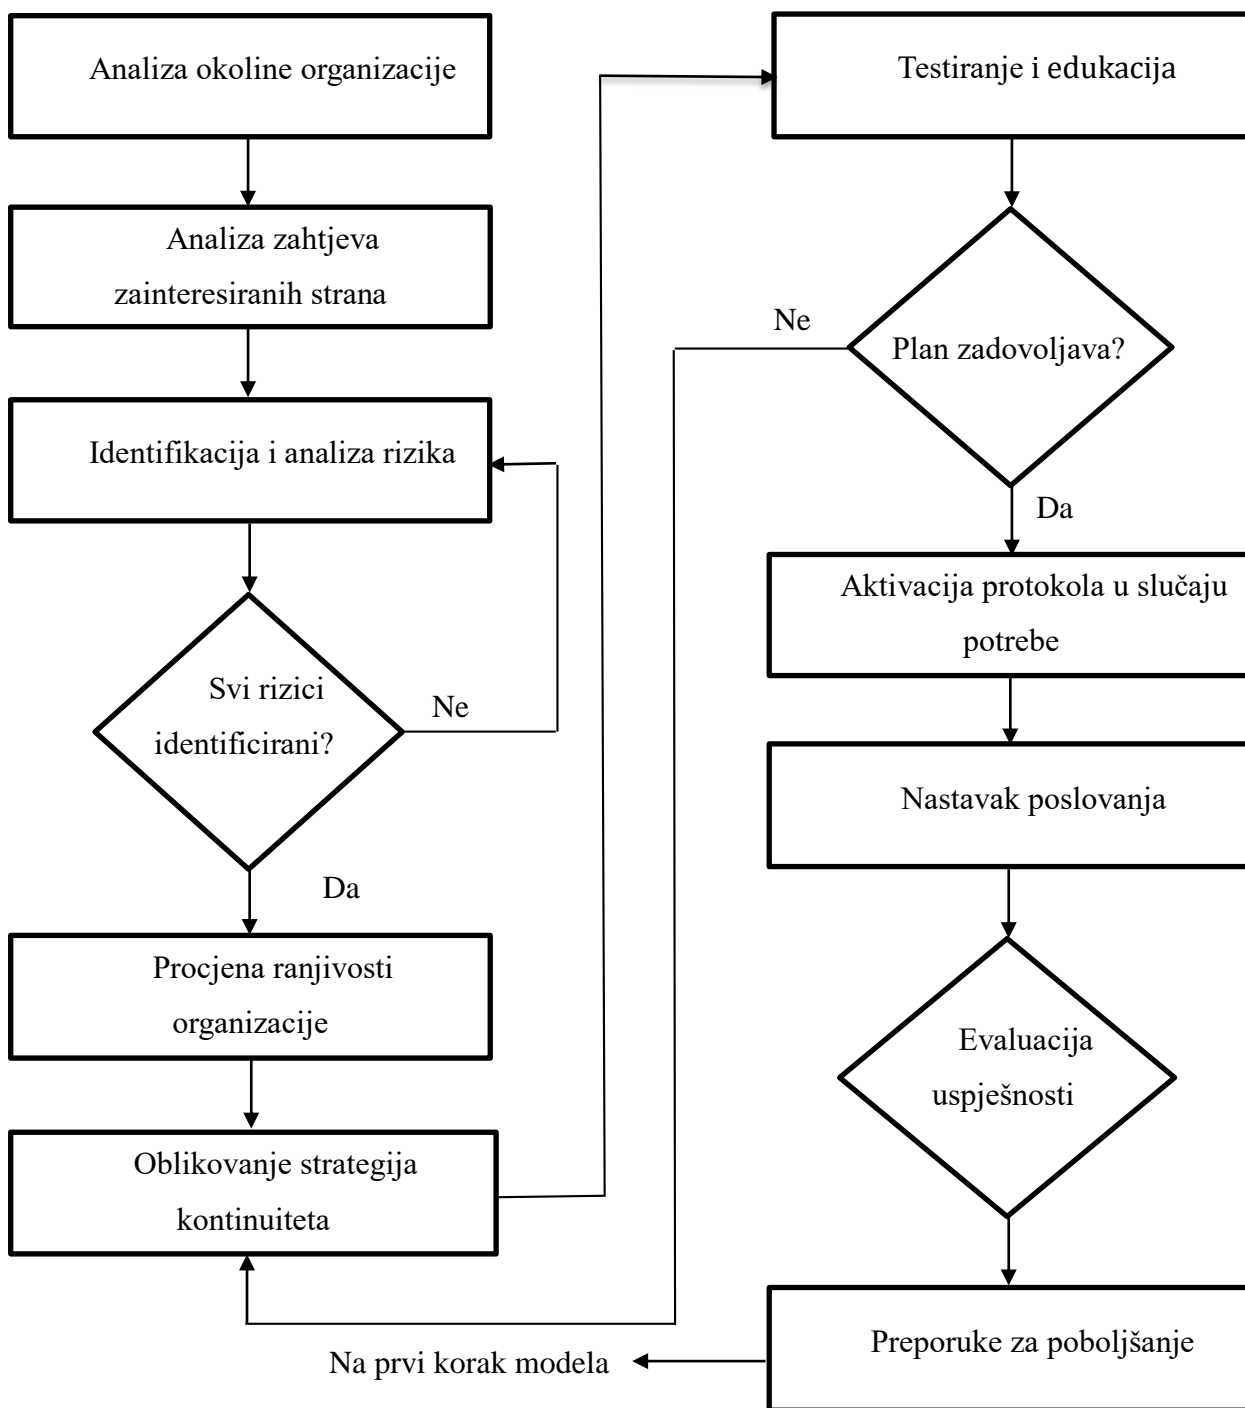 Analiza okoline organizacije
Analiza zahtjeva
zainteresiranih strana
Identifikacija i analiza rizika
Svi rizici
identificirani?
Ne
Da
Procjena ranjivosti
organizacije
Oblikovanje strategija
kontinuiteta
Testiranje i edukacija
Plan zadovoljava?
Ne
Da
Aktivacija protokola u slučaju
potrebe
Nastavak poslovanja
Evaluacija
uspješnosti
Preporuke za poboljšanje
Na prvi korak modela